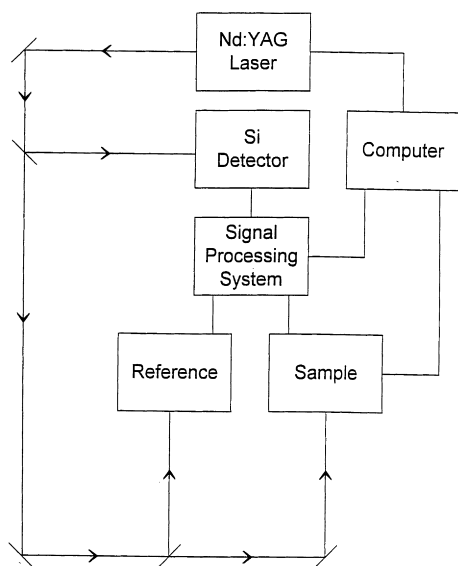 Nd:YAG
Laser
Si
Detector
Computer
Signal
Processing
System
Reference
Sample